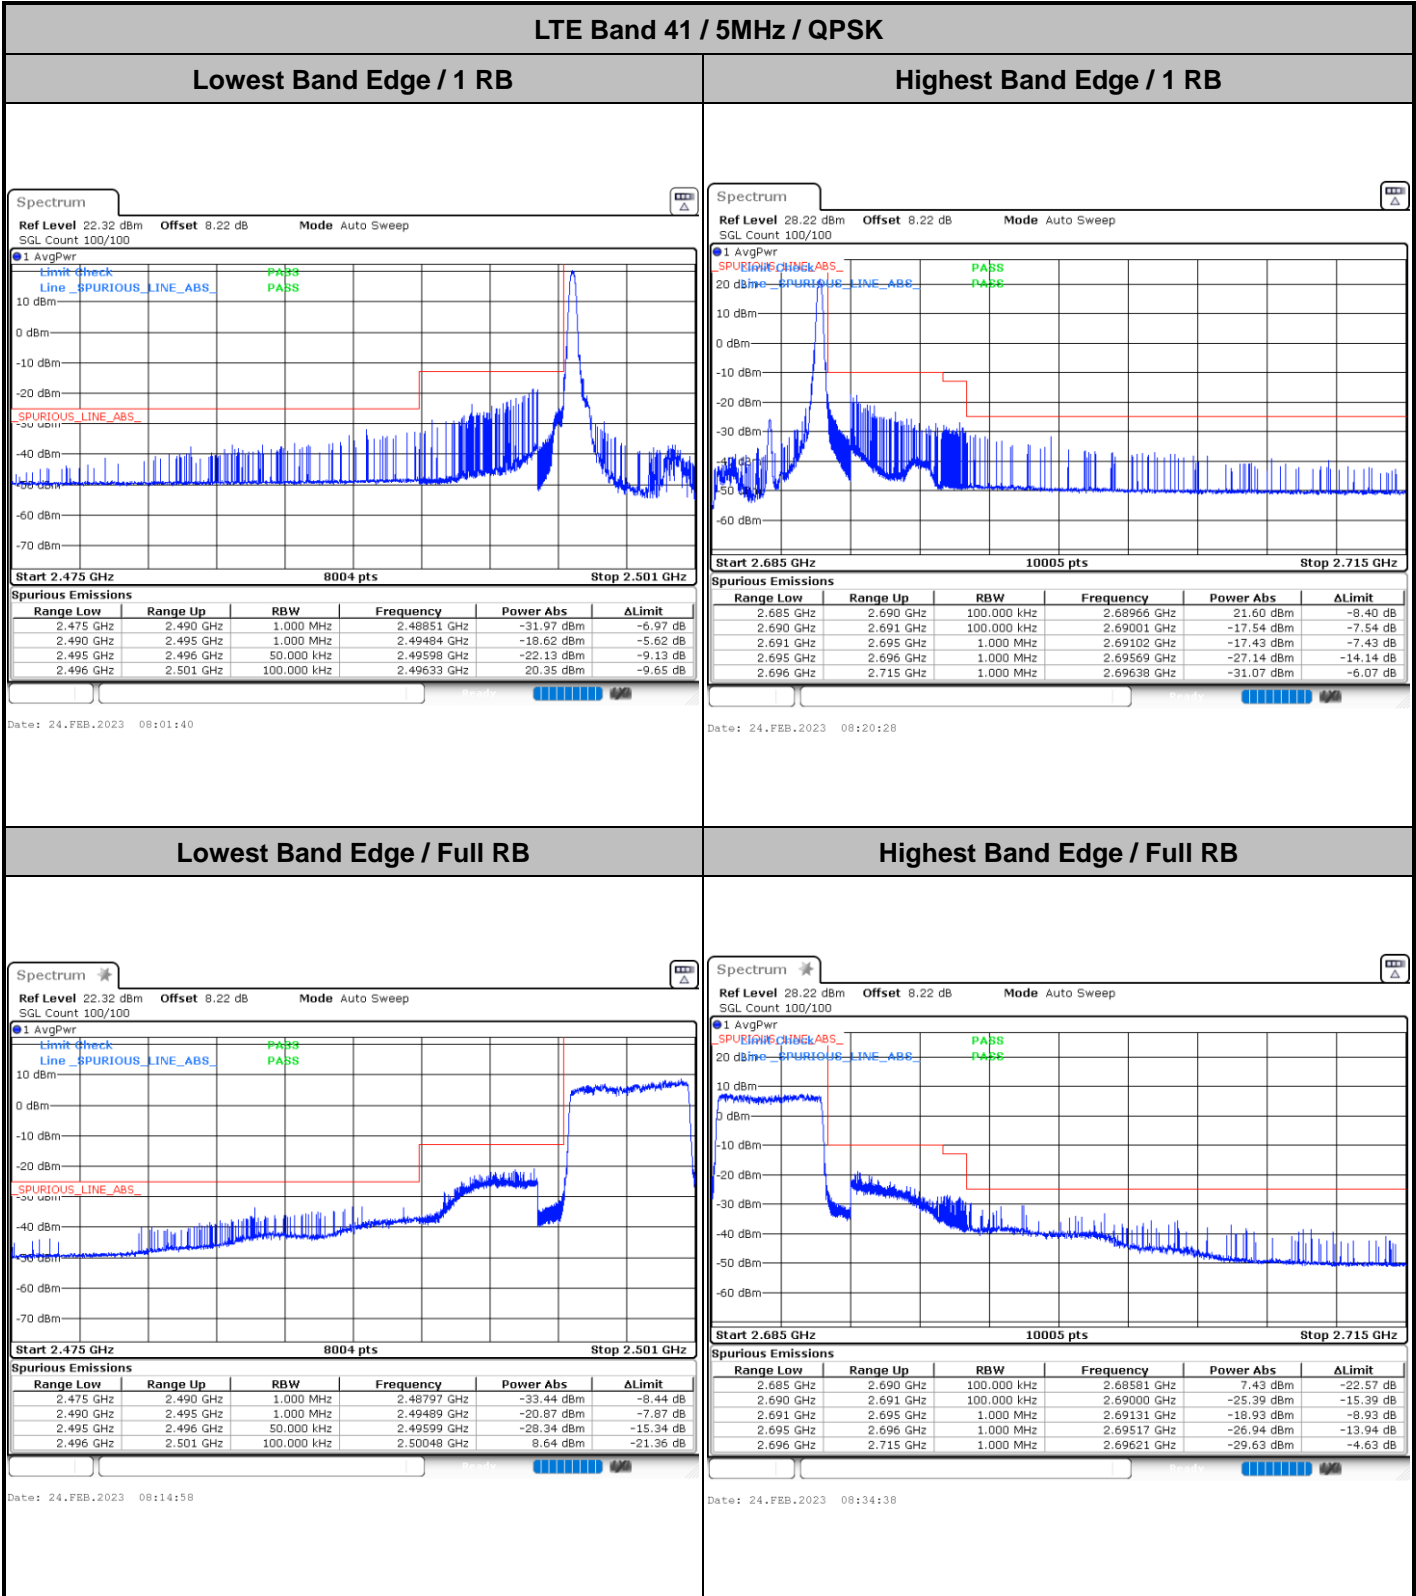 LTE Band 41 / 5MHz / QPSK
Lowest Band Edge / 1 RB
Highest Band Edge / 1 RB
Spectrum
Ref Level 22.32 dBm Offset 8.22 dB Mode Auto Sweep
SGL Count 100/100
1 AvgPwr
Limit Check PASS
Line _SPURIOUS_LINE_ABS_ PASS
10 dBm
0 dBm
-10 dBm
-20 dBm
_SPURIOUS_LINE_ABS_
-30 dBm
-40 dBm
-50 dBm
-60 dBm
-70 dBm
Start 2.475 GHz 8004 pts Stop 2.501 GHz
Spurious Emissions
Range Low Range Up RBW Frequency Power Abs ΔLimit
2.475 GHz 2.490 GHz 1.000 MHz 2.48851 GHz -31.97 dBm -6.97 dB
2.490 GHz 2.495 GHz 1.000 MHz 2.49484 GHz -18.62 dBm -5.62 dB
2.495 GHz 2.496 GHz 50.000 kHz 2.49598 GHz -22.13 dBm -9.13 dB
2.496 GHz 2.501 GHz 100.000 kHz 2.49633 GHz 20.35 dBm -9.65 dB
Ready
Date: 24.FEB.2023 08:01:40
Spectrum
Ref Level 28.22 dBm Offset 8.22 dB Mode Auto Sweep
SGL Count 100/100
1 AvgPwr
_SPURIOUS_LINE_ABS_
Limit Check PASS
20 dBm
Line _SPURIOUS_LINE_ABS_ PASS
10 dBm
0 dBm
-10 dBm
-20 dBm
-30 dBm
-40 dBm
-50 dBm
-60 dBm
Start 2.685 GHz 10005 pts Stop 2.715 GHz
Spurious Emissions
Range Low Range Up RBW Frequency Power Abs ΔLimit
2.685 GHz 2.690 GHz 100.000 kHz 2.68966 GHz 21.60 dBm -8.40 dB
2.690 GHz 2.691 GHz 100.000 kHz 2.69001 GHz -17.54 dBm -7.54 dB
2.691 GHz 2.695 GHz 1.000 MHz 2.69102 GHz -17.43 dBm -7.43 dB
2.695 GHz 2.696 GHz 1.000 MHz 2.69569 GHz -27.14 dBm -14.14 dB
2.696 GHz 2.715 GHz 1.000 MHz 2.69638 GHz -31.07 dBm -6.07 dB
Date: 24.FEB.2023 08:20:28
Lowest Band Edge / Full RB
Highest Band Edge / Full RB
Spectrum
Ref Level 22.32 dBm Offset 8.22 dB Mode Auto Sweep
SGL Count 100/100
1 AvgPwr
Limit Check PASS
Line _SPURIOUS_LINE_ABS_ PASS
10 dBm
0 dBm
-10 dBm
-20 dBm
_SPURIOUS_LINE_ABS_
-30 dBm
-40 dBm
-50 dBm
-60 dBm
-70 dBm
Start 2.475 GHz 8004 pts Stop 2.501 GHz
Spurious Emissions
Range Low Range Up RBW Frequency Power Abs ΔLimit
2.475 GHz 2.490 GHz 1.000 MHz 2.48797 GHz -33.44 dBm -8.44 dB
2.490 GHz 2.495 GHz 1.000 MHz 2.49489 GHz -20.87 dBm -7.87 dB
2.495 GHz 2.496 GHz 50.000 kHz 2.49599 GHz -28.34 dBm -15.34 dB
2.496 GHz 2.501 GHz 100.000 kHz 2.50048 GHz 8.64 dBm -21.36 dB
Ready
Date: 24.FEB.2023 08:14:58
Spectrum
Ref Level 28.22 dBm Offset 8.22 dB Mode Auto Sweep
SGL Count 100/100
1 AvgPwr
_SPURIOUS_LINE_ABS_
Limit Check PASS
20 dBm
Line _SPURIOUS_LINE_ABS_ PASS
10 dBm
0 dBm
-10 dBm
-20 dBm
-30 dBm
-40 dBm
-50 dBm
-60 dBm
Start 2.685 GHz 10005 pts Stop 2.715 GHz
Spurious Emissions
Range Low Range Up RBW Frequency Power Abs ΔLimit
2.685 GHz 2.690 GHz 100.000 kHz 2.68581 GHz 7.43 dBm -22.57 dB
2.690 GHz 2.691 GHz 100.000 kHz 2.69000 GHz -25.39 dBm -15.39 dB
2.691 GHz 2.695 GHz 1.000 MHz 2.69131 GHz -18.93 dBm -8.93 dB
2.695 GHz 2.696 GHz 1.000 MHz 2.69517 GHz -26.94 dBm -13.94 dB
2.696 GHz 2.715 GHz 1.000 MHz 2.69621 GHz -29.63 dBm -4.63 dB
Ready
Date: 24.FEB.2023 08:34:38